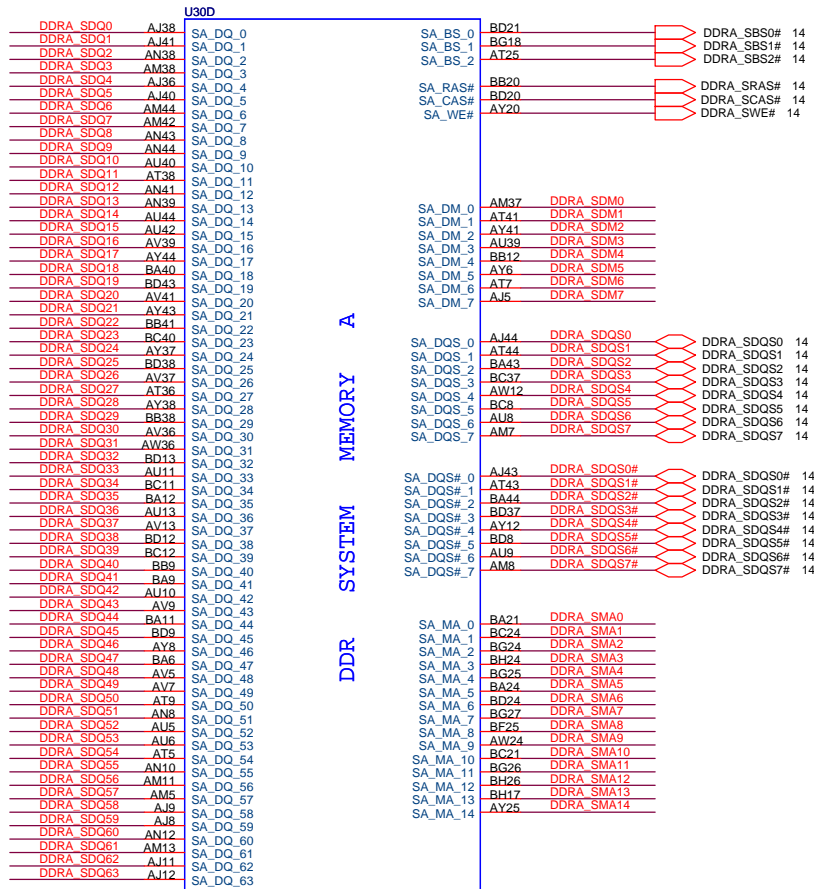 U30D
DDRA_SDQ0 AJ38 SA_DQ_0
DDRA_SDQ1 AJ41 SA_DQ_1
DDRA_SDQ2 AN38 SA_DQ_2
DDRA_SDQ3 AM38 SA_DQ_3
DDRA_SDQ4 AJ36 SA_DQ_4
DDRA_SDQ5 AJ40 SA_DQ_5
DDRA_SDQ6 AM44 SA_DQ_6
DDRA_SDQ7 AM42 SA_DQ_7
DDRA_SDQ8 AN43 SA_DQ_8
DDRA_SDQ9 AN44 SA_DQ_9
DDRA_SDQ10 AU40 SA_DQ_10
DDRA_SDQ11 AT38 SA_DQ_11
DDRA_SDQ12 AN41 SA_DQ_12
DDRA_SDQ13 AN39 SA_DQ_13
DDRA_SDQ14 AU44 SA_DQ_14
DDRA_SDQ15 AU42 SA_DQ_15
DDRA_SDQ16 AV39 SA_DQ_16
DDRA_SDQ17 AY44 SA_DQ_17
DDRA_SDQ18 BA40 SA_DQ_18
DDRA_SDQ19 BD43 SA_DQ_19
DDRA_SDQ20 AV41 SA_DQ_20
DDRA_SDQ21 AY43 SA_DQ_21
DDRA_SDQ22 BB41 SA_DQ_22
DDRA_SDQ23 BC40 SA_DQ_23
DDRA_SDQ24 AY37 SA_DQ_24
DDRA_SDQ25 BD38 SA_DQ_25
DDRA_SDQ26 AV37 SA_DQ_26
DDRA_SDQ27 AT36 SA_DQ_27
DDRA_SDQ28 AY38 SA_DQ_28
DDRA_SDQ29 BB38 SA_DQ_29
DDRA_SDQ30 AV36 SA_DQ_30
DDRA_SDQ31 AW36 SA_DQ_31
DDRA_SDQ32 BD13 SA_DQ_32
DDRA_SDQ33 AU11 SA_DQ_33
DDRA_SDQ34 BC11 SA_DQ_34
DDRA_SDQ35 BA12 SA_DQ_35
DDRA_SDQ36 AU13 SA_DQ_36
DDRA_SDQ37 AV13 SA_DQ_37
DDRA_SDQ38 BD12 SA_DQ_38
DDRA_SDQ39 BC12 SA_DQ_39
DDRA_SDQ40 BB9 SA_DQ_40
DDRA_SDQ41 BA9 SA_DQ_41
DDRA_SDQ42 AU10 SA_DQ_42
DDRA_SDQ43 AV9 SA_DQ_43
DDRA_SDQ44 BA11 SA_DQ_44
DDRA_SDQ45 BD9 SA_DQ_45
DDRA_SDQ46 AY8 SA_DQ_46
DDRA_SDQ47 BA6 SA_DQ_47
DDRA_SDQ48 AV5 SA_DQ_48
DDRA_SDQ49 AV7 SA_DQ_49
DDRA_SDQ50 AT9 SA_DQ_50
DDRA_SDQ51 AN8 SA_DQ_51
DDRA_SDQ52 AU5 SA_DQ_52
DDRA_SDQ53 AU6 SA_DQ_53
DDRA_SDQ54 AT5 SA_DQ_54
DDRA_SDQ55 AN10 SA_DQ_55
DDRA_SDQ56 AM11 SA_DQ_56
DDRA_SDQ57 AM5 SA_DQ_57
DDRA_SDQ58 AJ9 SA_DQ_58
DDRA_SDQ59 AJ8 SA_DQ_59
DDRA_SDQ60 AN12 SA_DQ_60
DDRA_SDQ61 AM13 SA_DQ_61
DDRA_SDQ62 AJ11 SA_DQ_62
DDRA_SDQ63 AJ12 SA_DQ_63
DDR SYSTEM MEMORY A
SA_BS_0 BD21 DDRA_SBS0# 14
SA_BS_1 BG18 DDRA_SBS1# 14
SA_BS_2 AT25 DDRA_SBS2# 14
SA_RAS# BB20 DDRA_SRAS# 14
SA_CAS# BD20 DDRA_SCAS# 14
SA_WE# AY20 DDRA_SWE# 14
SA_DM_0 AM37 DDRA_SDM0
SA_DM_1 AT41 DDRA_SDM1
SA_DM_2 AY41 DDRA_SDM2
SA_DM_3 AU39 DDRA_SDM3
SA_DM_4 BB12 DDRA_SDM4
SA_DM_5 AY6 DDRA_SDM5
SA_DM_6 AT7 DDRA_SDM6
SA_DM_7 AJ5 DDRA_SDM7
SA_DQS_0 AJ44 DDRA_SDQS0 DDRA_SDQS0 14
SA_DQS_1 AT44 DDRA_SDQS1 DDRA_SDQS1 14
SA_DQS_2 BA43 DDRA_SDQS2 DDRA_SDQS2 14
SA_DQS_3 BC37 DDRA_SDQS3 DDRA_SDQS3 14
SA_DQS_4 AW12 DDRA_SDQS4 DDRA_SDQS4 14
SA_DQS_5 BC8 DDRA_SDQS5 DDRA_SDQS5 14
SA_DQS_6 AU8 DDRA_SDQS6 DDRA_SDQS6 14
SA_DQS_7 AM7 DDRA_SDQS7 DDRA_SDQS7 14
SA_DQS#_0 AJ43 DDRA_SDQS0# DDRA_SDQS0# 14
SA_DQS#_1 AT43 DDRA_SDQS1# DDRA_SDQS1# 14
SA_DQS#_2 BA44 DDRA_SDQS2# DDRA_SDQS2# 14
SA_DQS#_3 BD37 DDRA_SDQS3# DDRA_SDQS3# 14
SA_DQS#_4 AY12 DDRA_SDQS4# DDRA_SDQS4# 14
SA_DQS#_5 BD8 DDRA_SDQS5# DDRA_SDQS5# 14
SA_DQS#_6 AU9 DDRA_SDQS6# DDRA_SDQS6# 14
SA_DQS#_7 AM8 DDRA_SDQS7# DDRA_SDQS7# 14
SA_MA_0 BA21 DDRA_SMA0
SA_MA_1 BC24 DDRA_SMA1
SA_MA_2 BG24 DDRA_SMA2
SA_MA_3 BH24 DDRA_SMA3
SA_MA_4 BG25 DDRA_SMA4
SA_MA_5 BA24 DDRA_SMA5
SA_MA_6 BD24 DDRA_SMA6
SA_MA_7 BG27 DDRA_SMA7
SA_MA_8 BF25 DDRA_SMA8
SA_MA_9 AW24 DDRA_SMA9
SA_MA_10 BC21 DDRA_SMA10
SA_MA_11 BG26 DDRA_SMA11
SA_MA_12 BH26 DDRA_SMA12
SA_MA_13 BH17 DDRA_SMA13
SA_MA_14 AY25 DDRA_SMA14